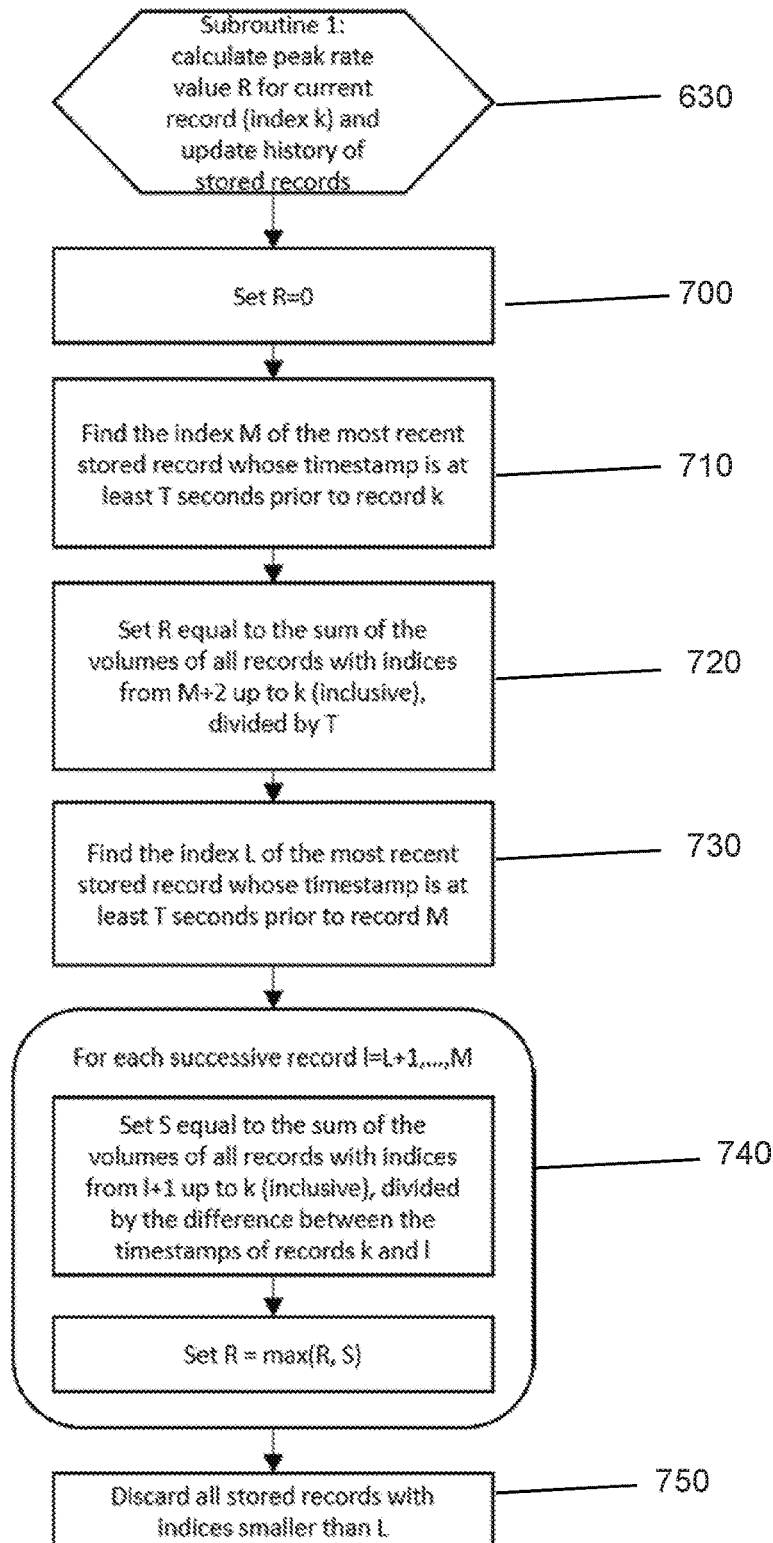 Subroutine 1:
calculate peak rate
value R for current
record (index k) and
update history of
stored records
630
Set R=0
700
Find the index M of the most recent
stored record whose timestamp is at
least T seconds prior to record k
710
Set R equal to the sum of the
volumes of all records with indices
from M+2 up to k (inclusive),
divided by T
720
Find the index L of the most recent
stored record whose timestamp is at
least T seconds prior to record M
730
For each successive record l=L+1,...,M
Set S equal to the sum of the
volumes of all records with indices
from l+1 up to k (inclusive), divided
by the difference between the
timestamps of records k and l
740
Set R = max(R, S)
Discard all stored records with
indices smaller than L
750